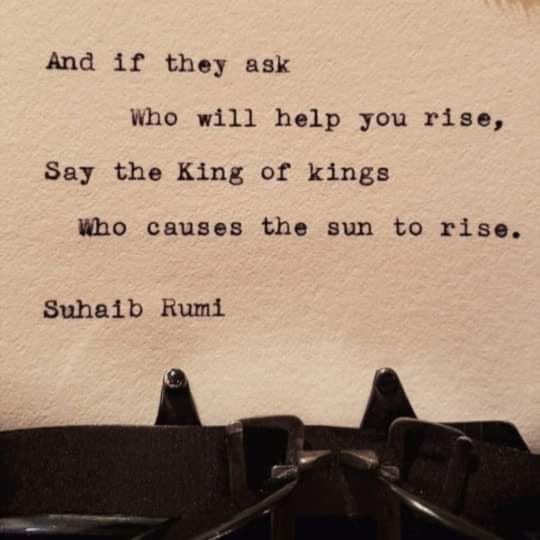 And if they ask
Who will help you rise,
Say the King of kings
Who causes the sun to rise.
Suhaib Rumi